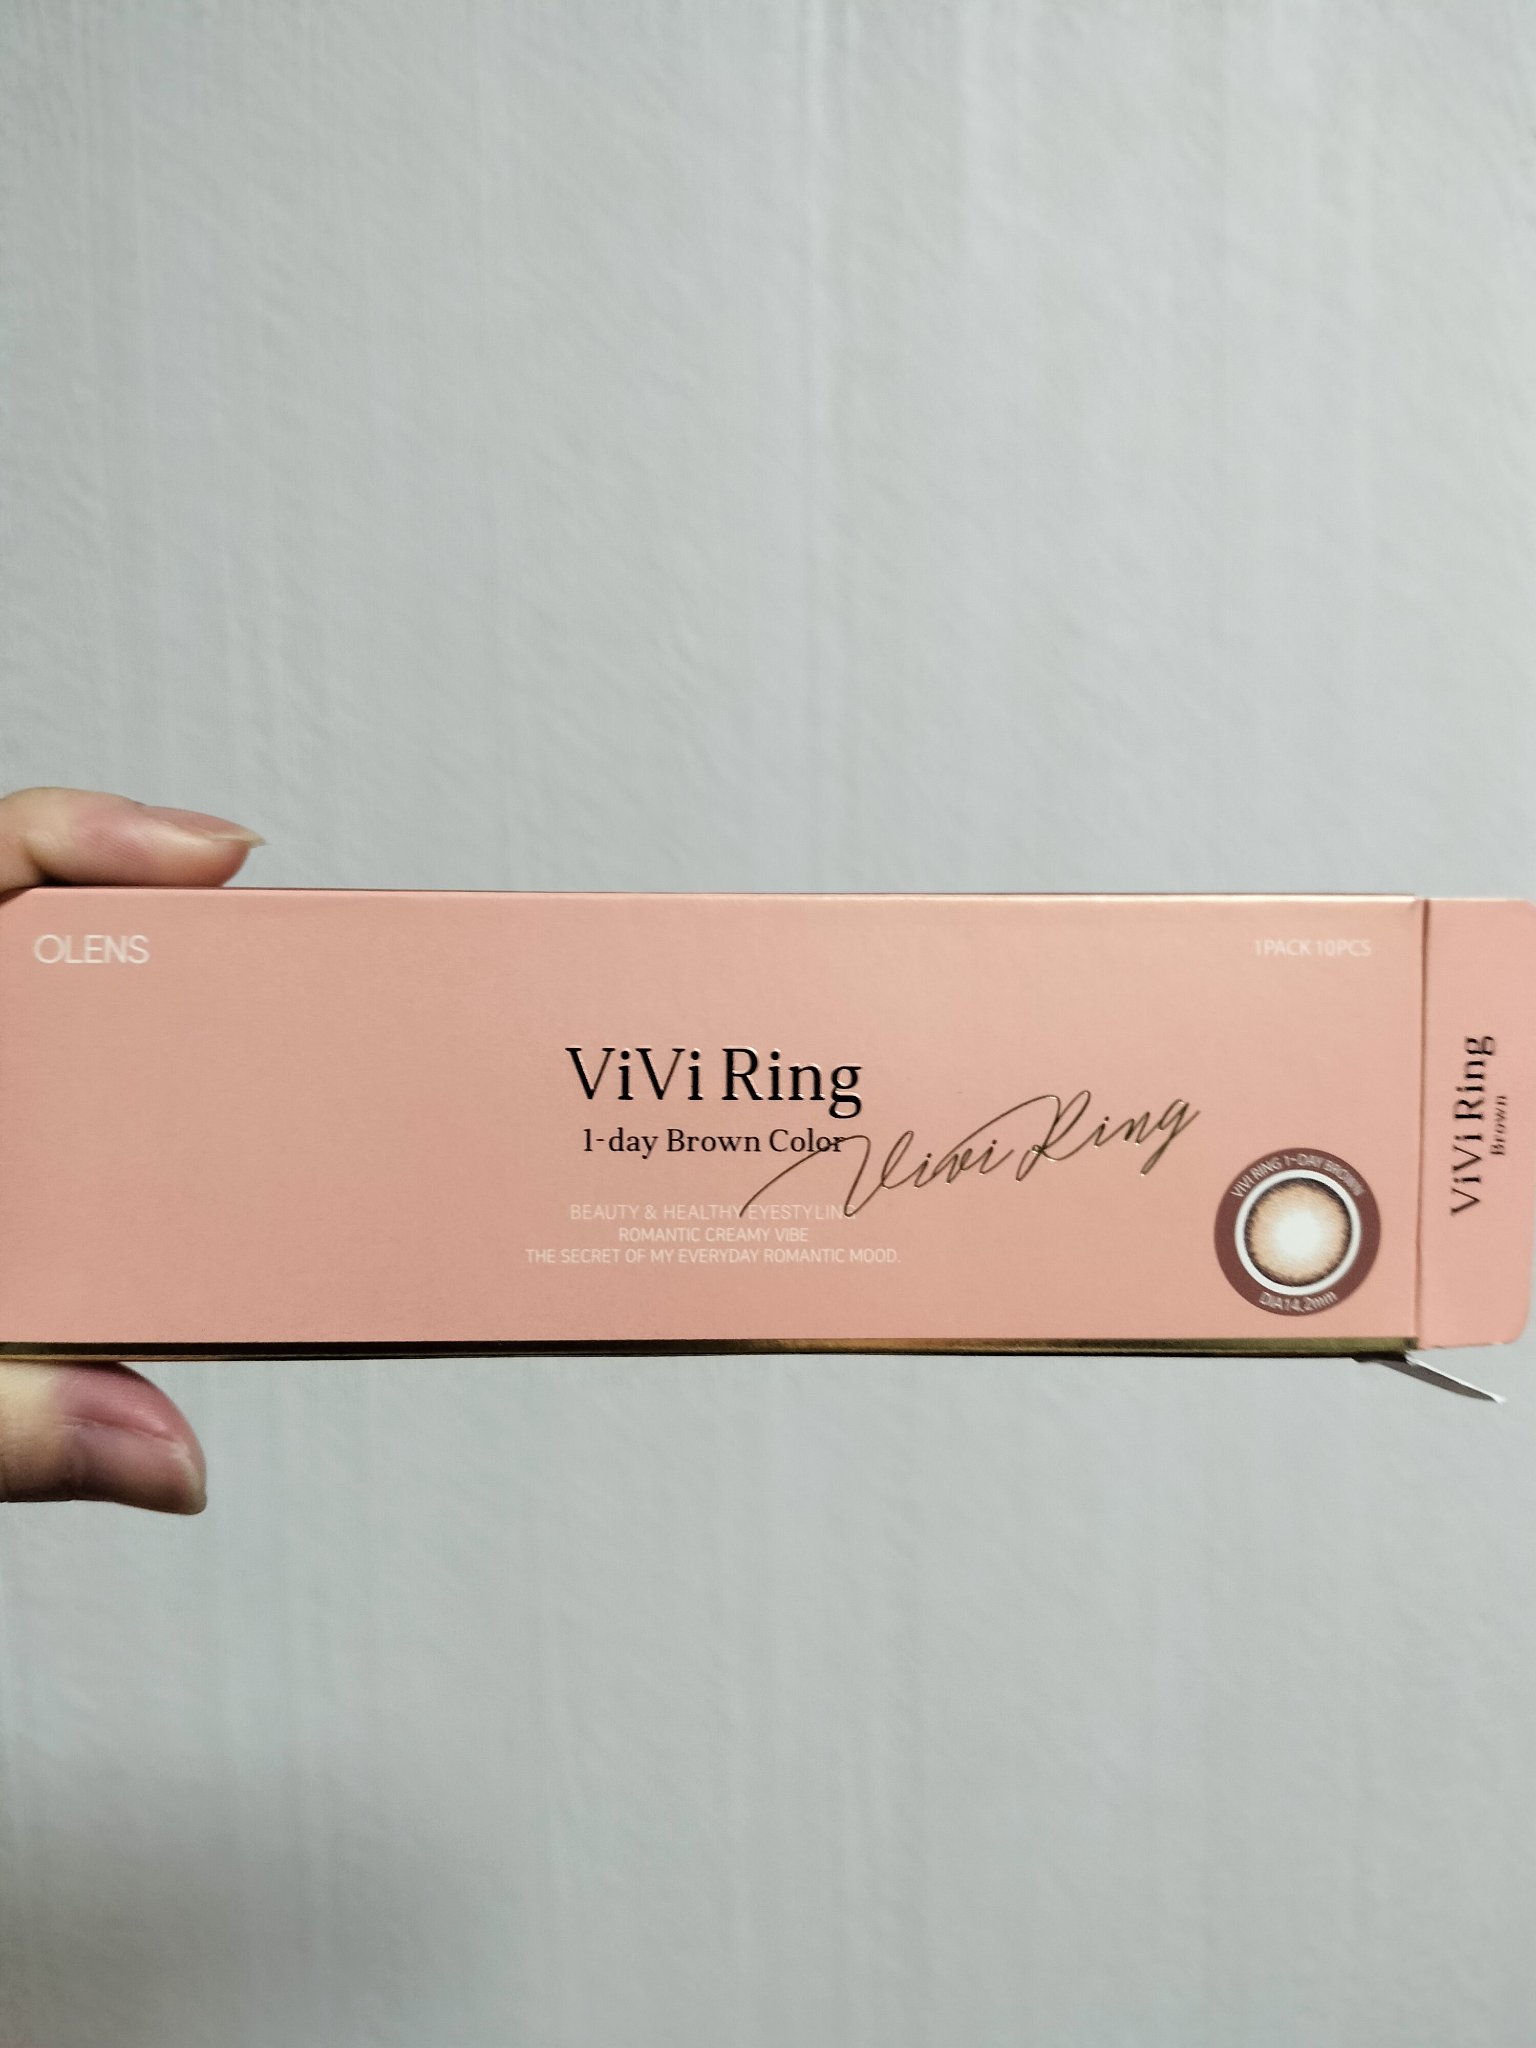 OLENS
1PACK 10PCS
ViVi Ring
1-day Brown Color
ViVi Ring
BEAUTY & HEALTHY EYESTYLING
ROMANTIC CREAMY VIBE
THE SECRET OF MY EVERYDAY ROMANTIC MOOD.
VIVI RING 1-DAY BROWN
DIA14.2mm
ViVi Ring
Brown